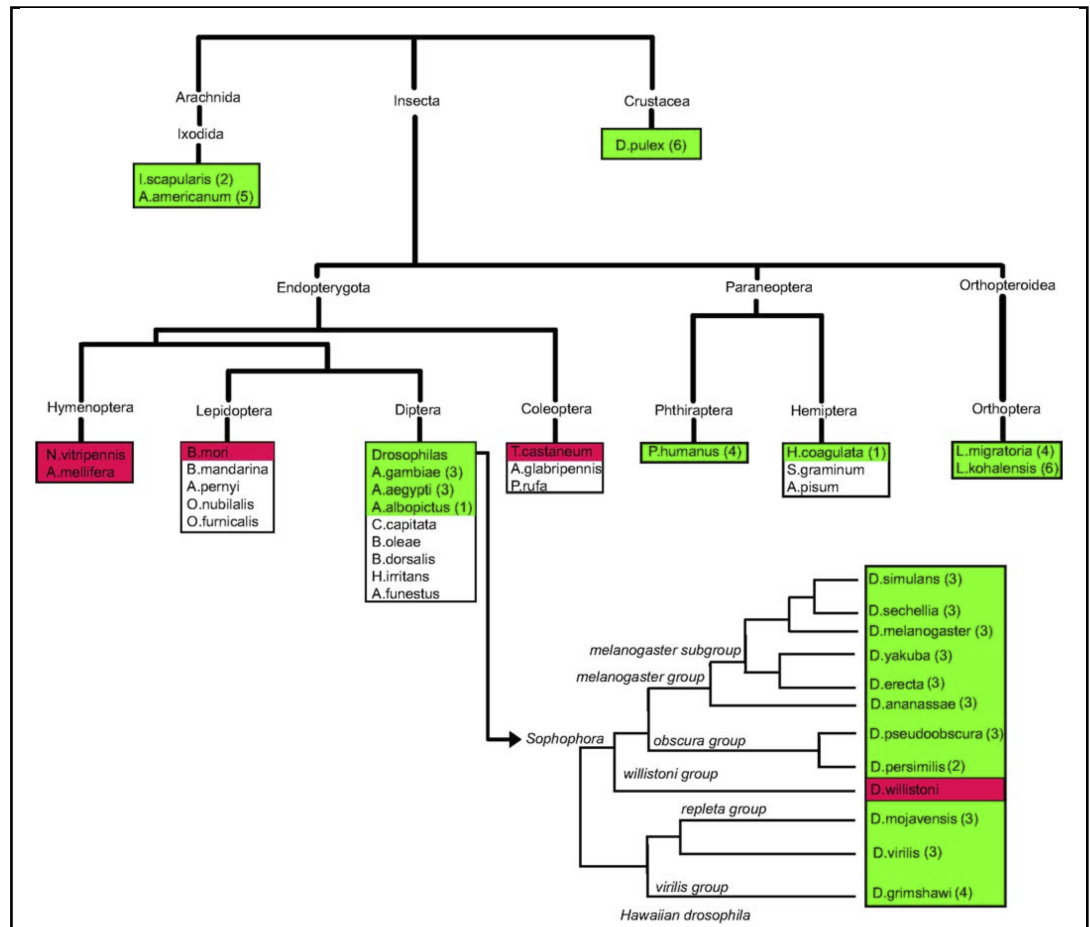 Arachnida
Insecta
Crustacea
Ixodida
D.pulex (6)
I.scapularis (2)
A.americanum (5)
Endopterygota
Paraneoptera
Orthopteroidea
Hymenoptera
Lepidoptera
Diptera
Coleoptera
Phthiraptera
Hemiptera
Orthoptera
N.vitripennis
A.mellifera
B.mori
B.mandarina
A.pernyi
O.nubilalis
O.furnicalis
Drosophilas
A.gambiae (3)
A.aegypti (3)
A.albopictus (1)
C.capitata
B.oleae
B.dorsalis
H.irritans
A.funestus
T.castaneum
A.glabripennis
P.rufa
P.humanus (4)
H.coagulata (1)
S.graminum
A.pisum
L.migratoria (4)
L.kohalensis (6)
D.simulans (3)
D.sechellia (3)
D.melanogaster (3)
melanogaster subgroup
D.yakuba (3)
melanogaster group
D.erecta (3)
D.ananassae (3)
Sophophora
obscura group
D.pseudoobscura (3)
D.persimilis (2)
willistoni group
D.willistoni
repleta group
D.mojavensis (3)
D.virilis (3)
virilis group
D.grimshawi (4)
Hawaiian drosophila